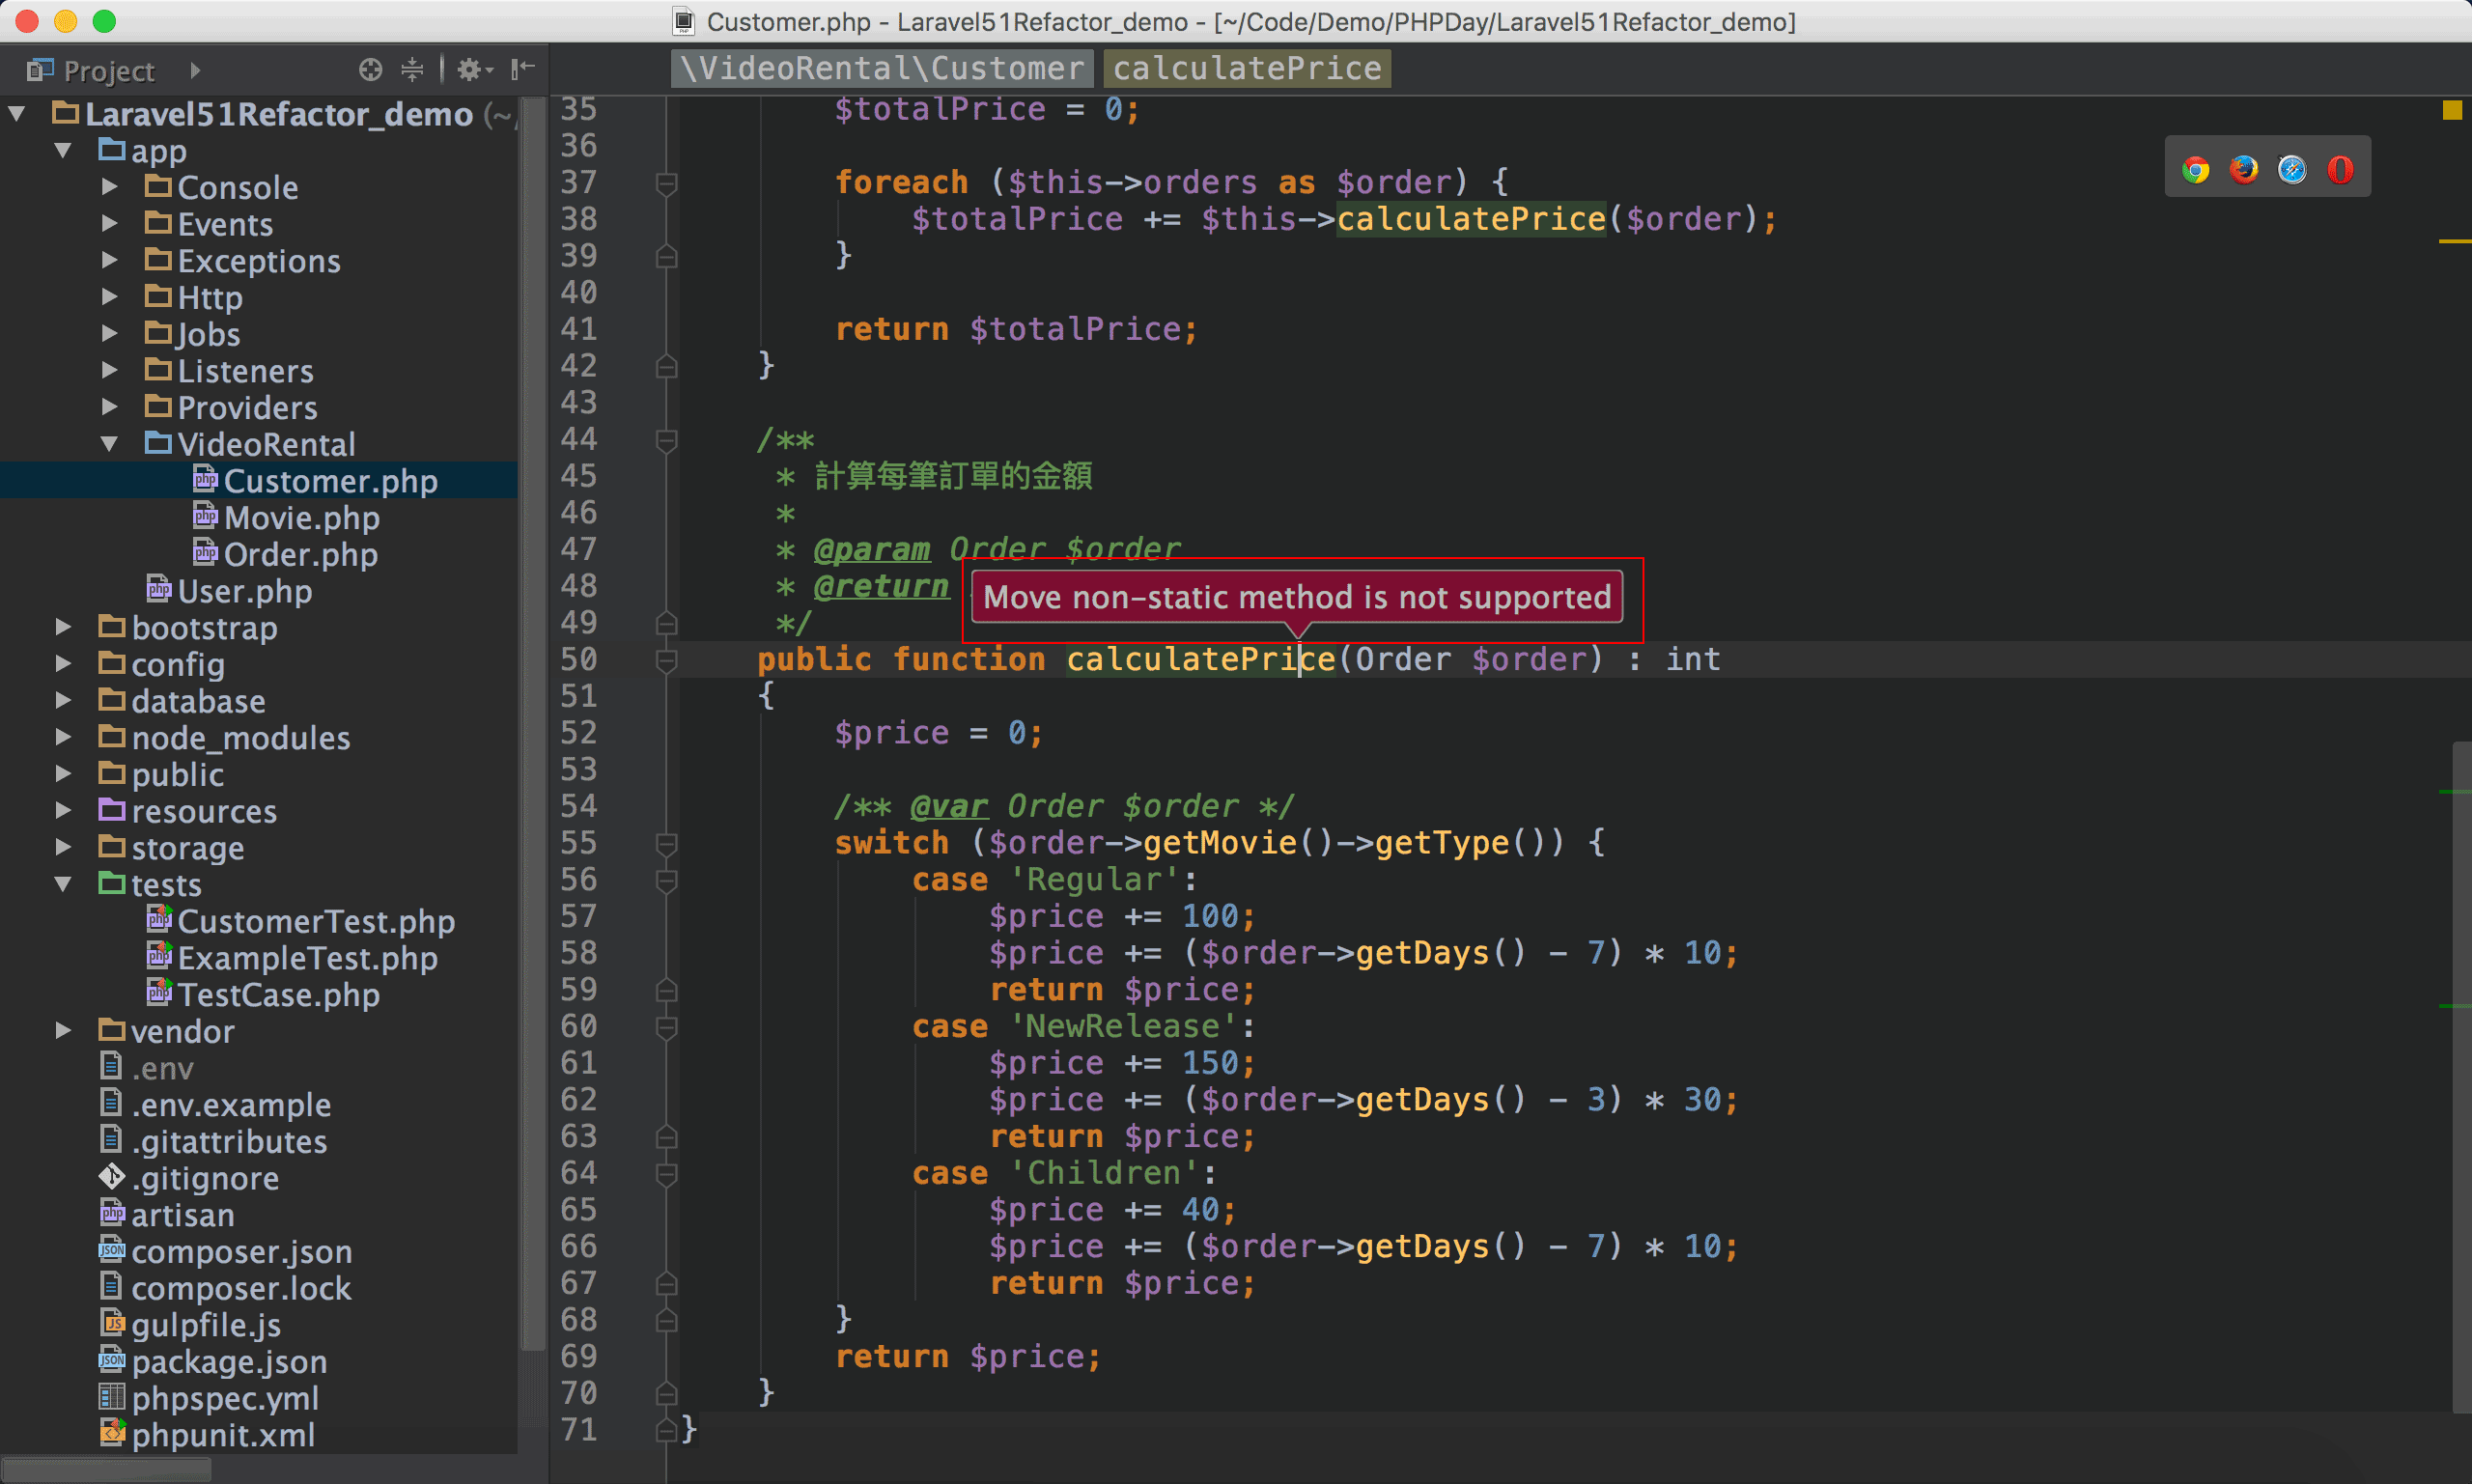 Customer.php - Laravel51Refactor_demo - [~/Code/Demo/PHPDay/Laravel51Refactor_demo]
Project
\VideoRental\Customer calculatePrice
Laravel51Refactor_demo (~/
app
Console
Events
Exceptions
Http
Jobs
Listeners
Providers
VideoRental
Customer.php
Movie.php
Order.php
User.php
bootstrap
config
database
node_modules
public
resources
storage
tests
CustomerTest.php
ExampleTest.php
TestCase.php
vendor
.env
.env.example
.gitattributes
.gitignore
artisan
composer.json
composer.lock
gulpfile.js
package.json
phpspec.yml
phpunit.xml
35 $totalPrice = 0;
36
37 foreach ($this->orders as $order) {
38 $totalPrice += $this->calculatePrice($order);
39 }
40
41 return $totalPrice;
42 }
43
44 /**
45 * 計算每筆訂單的金額
46 *
47 * @param Order $order
48 * @return
Move non-static method is not supported
49 */
50 public function calculatePrice(Order $order) : int
51 {
52 $price = 0;
53
54 /** @var Order $order */
55 switch ($order->getMovie()->getType()) {
56 case 'Regular':
57 $price += 100;
58 $price += ($order->getDays() - 7) * 10;
59 return $price;
60 case 'NewRelease':
61 $price += 150;
62 $price += ($order->getDays() - 3) * 30;
63 return $price;
64 case 'Children':
65 $price += 40;
66 $price += ($order->getDays() - 7) * 10;
67 return $price;
68 }
69 return $price;
70 }
71 }